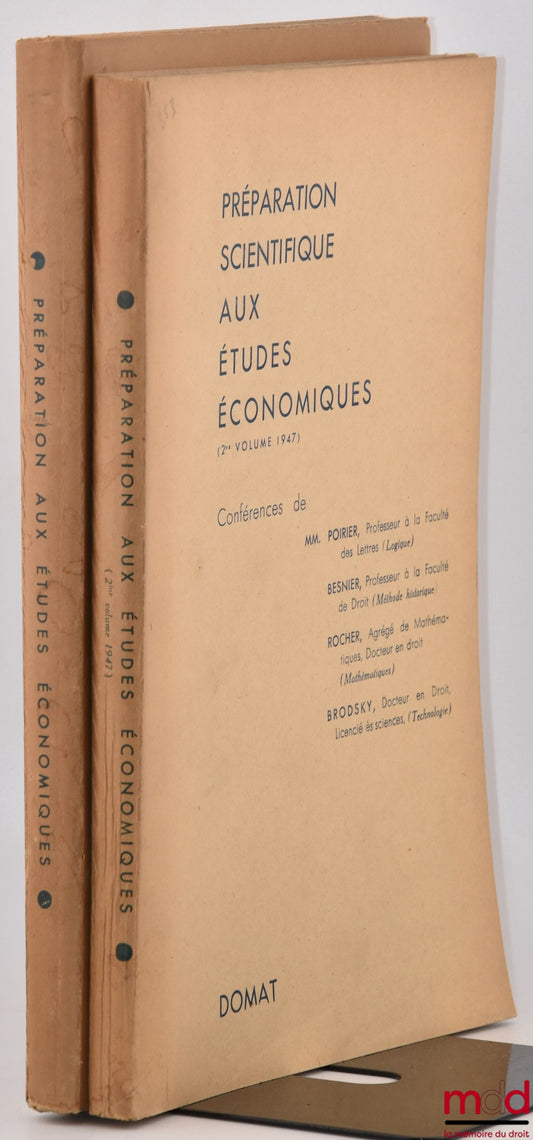 PRÉPARATION AUX ÉTUDES ÉCONOMIQUES
PRÉPARATION AUX ÉTUDES ÉCONOMIQUES
(2me volume 1947)
53
PRÉPARATION
SCIENTIFIQUE
AUX
ÉTUDES
ÉCONOMIQUES
(2me VOLUME 1947)
Conférences de
MM. POIRIER, Professeur à la Faculté
des Lettres (Logique)
BESNIER, Professeur à la Faculté
de Droit (Méthode historique)
ROCHER, Agrégé de Mathéma-
tiques, Docteur en droit
(Mathématiques)
BRODSKY, Docteur en Droit,
Licencié ès sciences, (Technologie)
DOMAT
mdd
la mémoire du droit